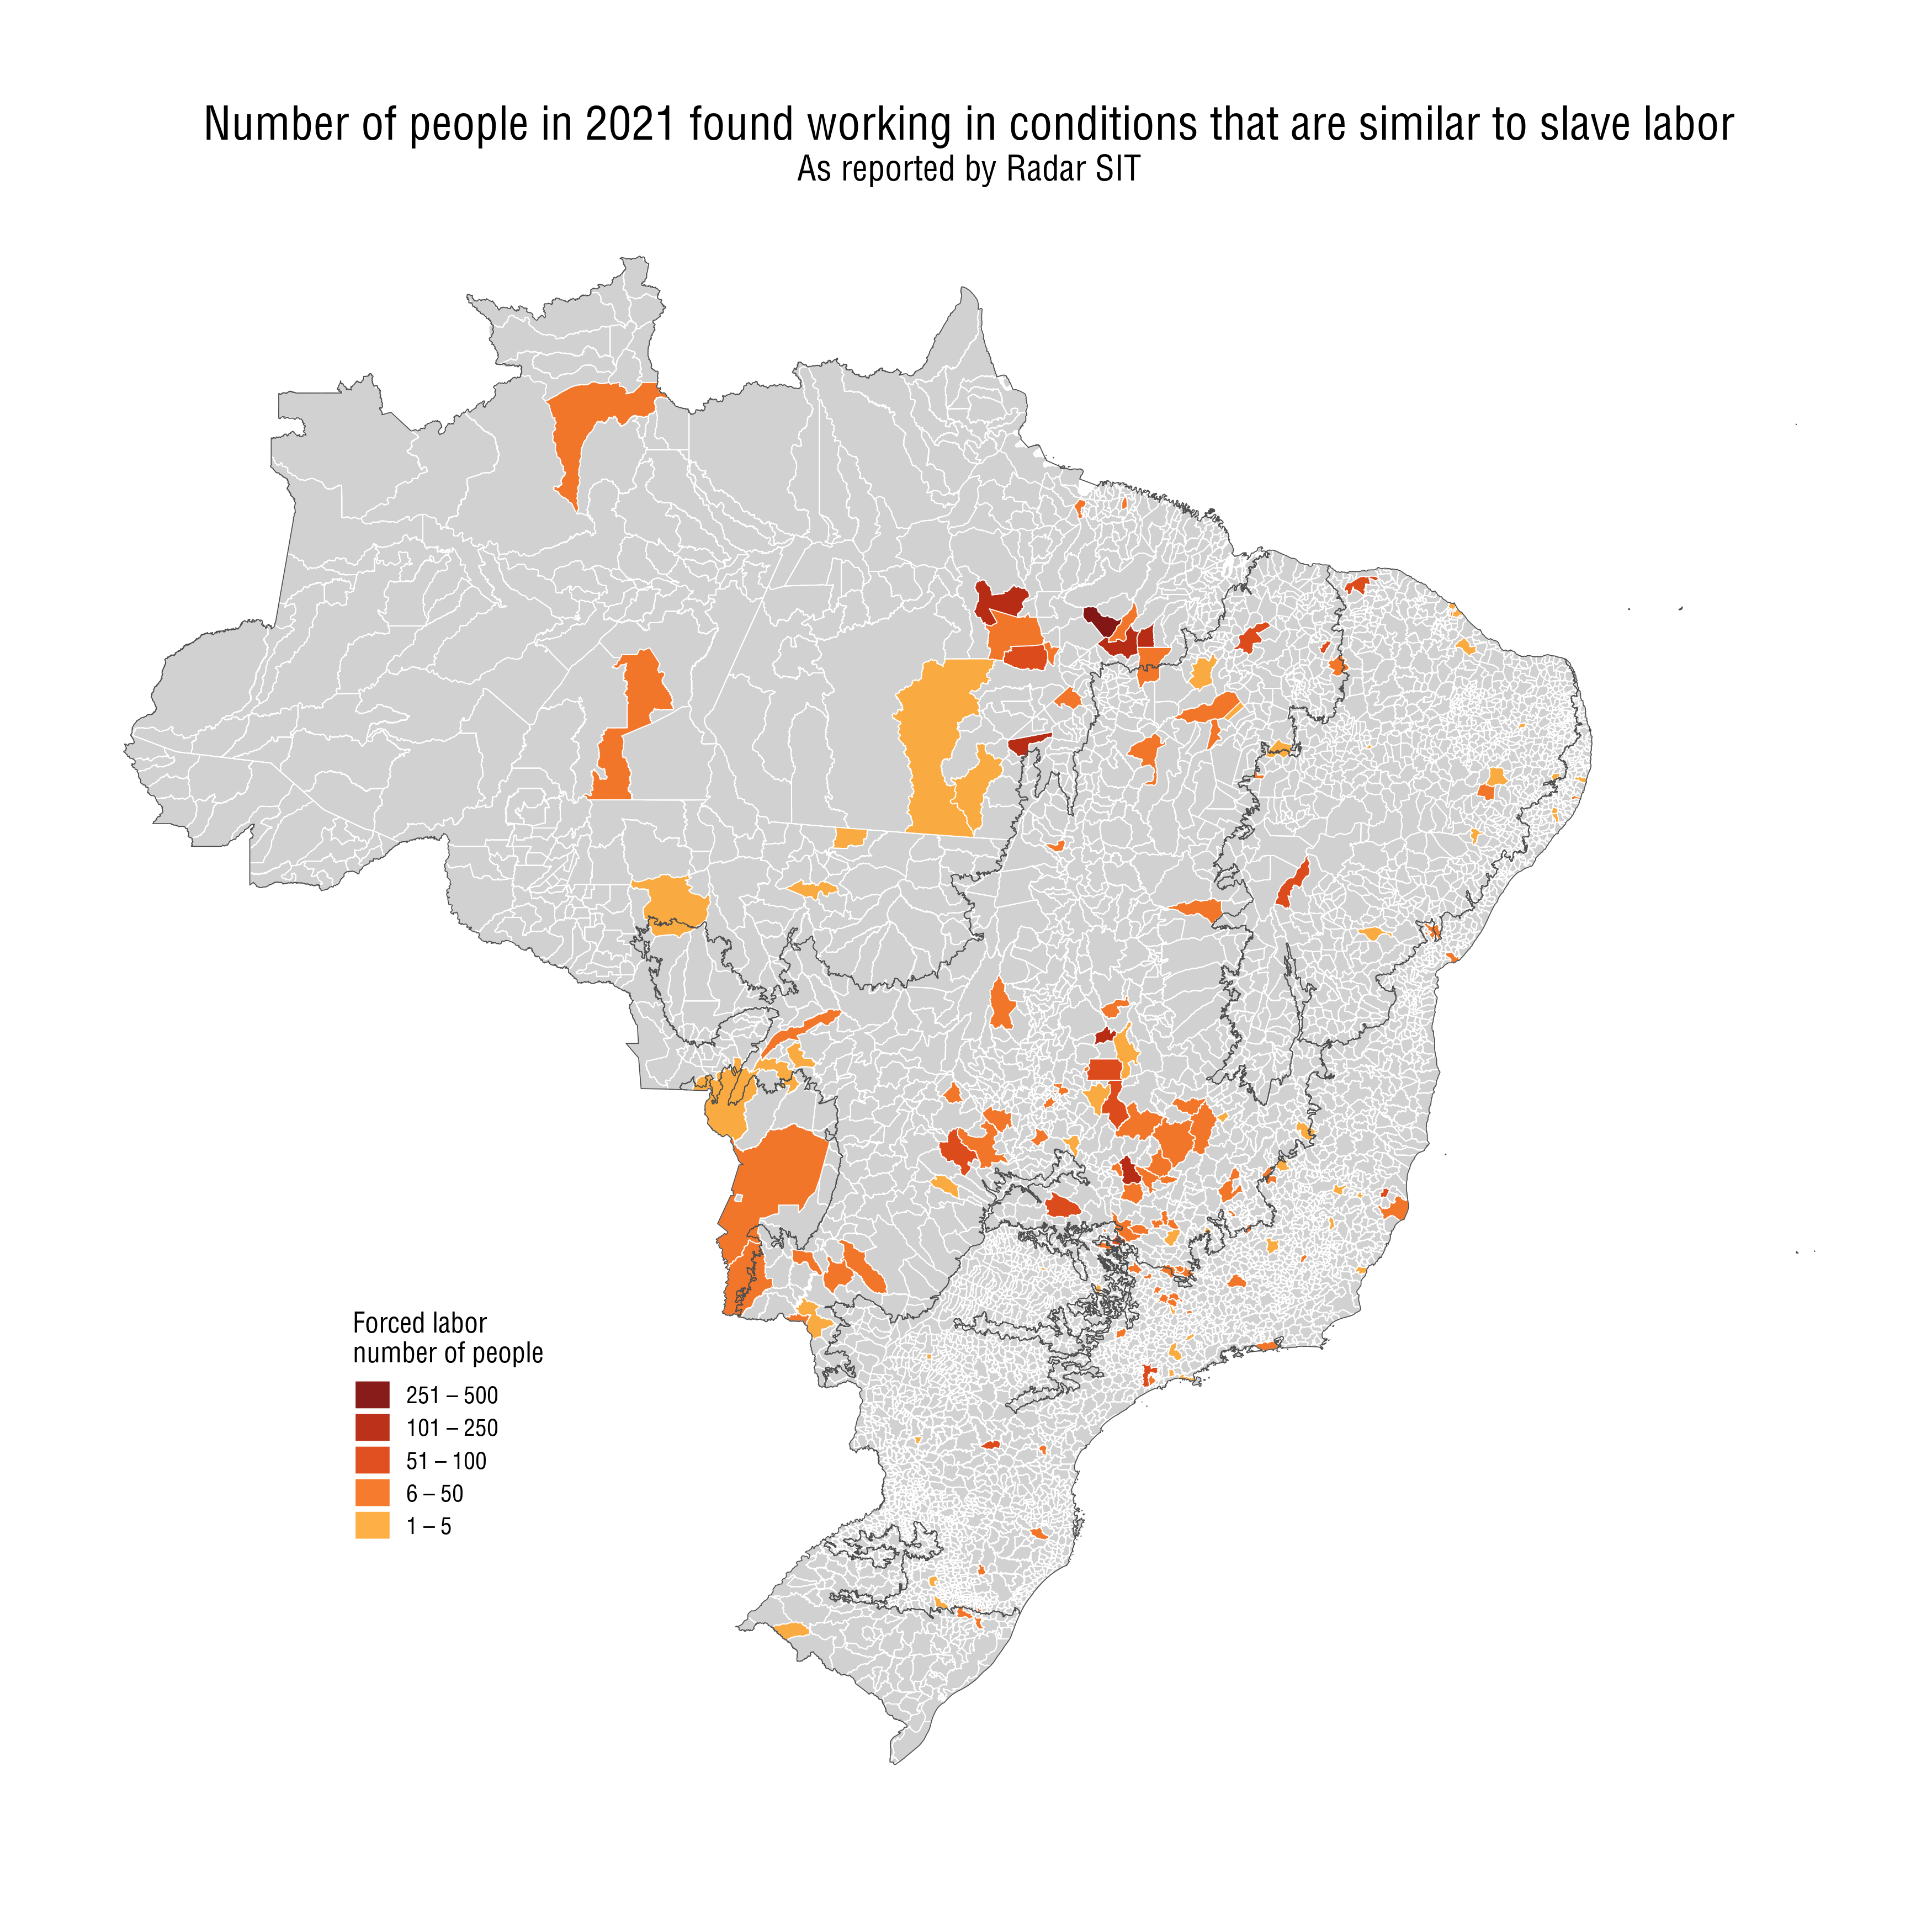 Number of people in 2021 found working in conditions that are similar to slave labor
As reported by Radar SIT
Forced labor
number of people
251 – 500
101 – 250
51 – 100
6 – 50
1 – 5